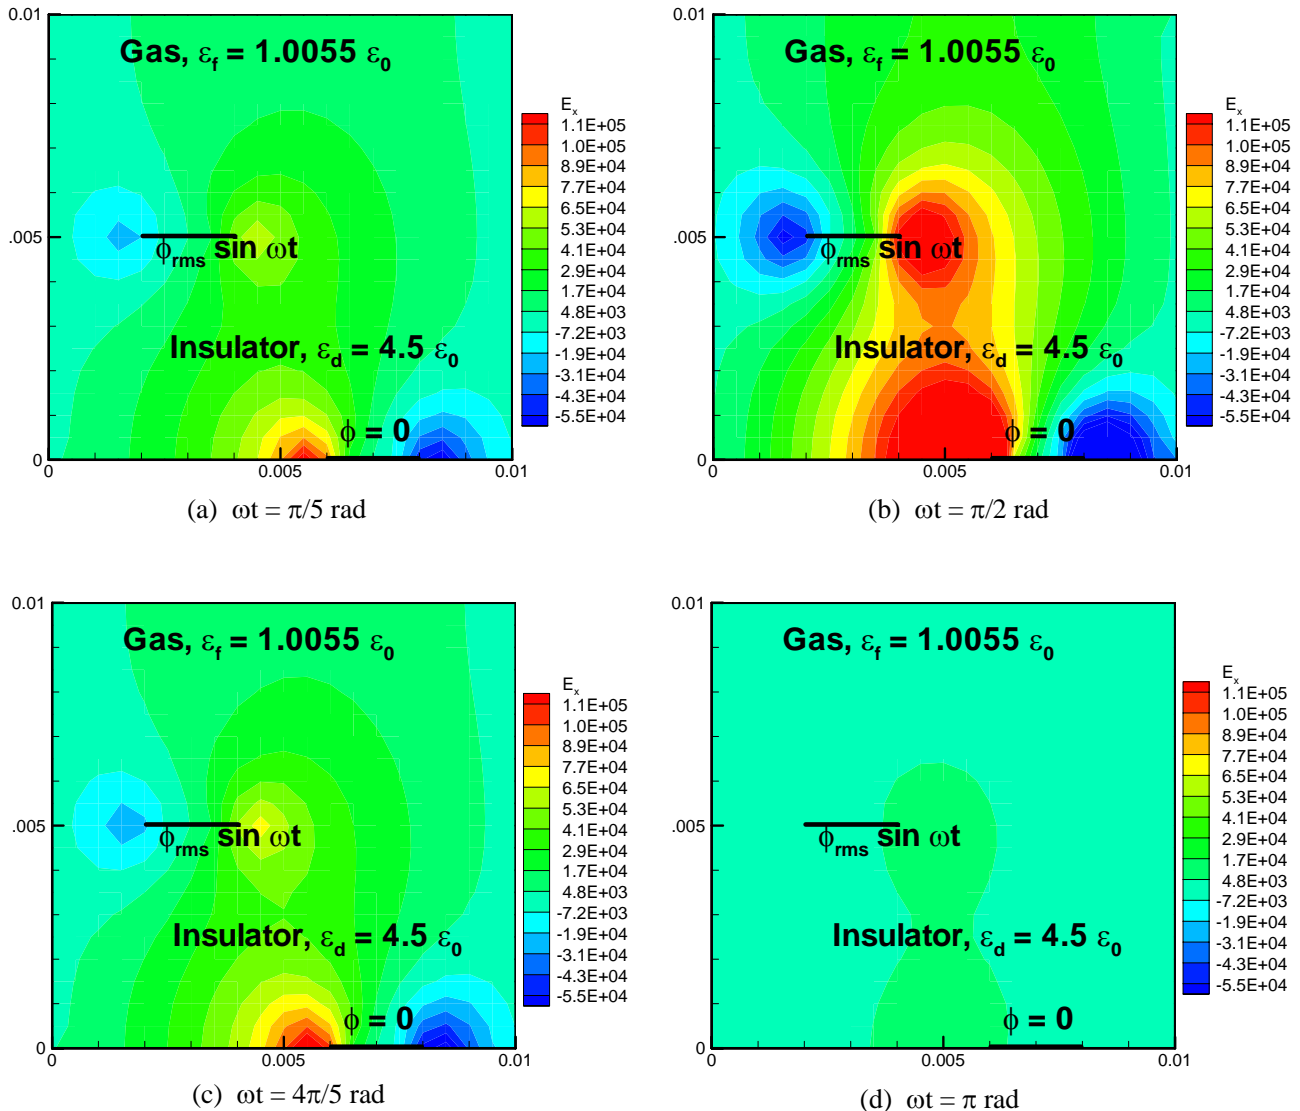 0.01
Gas, εf = 1.0055 ε0
.005
ϕrms sin ωt
Insulator, εd = 4.5 ε0
ϕ = 0
0
0 0.005 0.01
Ex
1.1E+05
1.0E+05
8.9E+04
7.7E+04
6.5E+04
5.3E+04
4.1E+04
2.9E+04
1.7E+04
4.8E+03
-7.2E+03
-1.9E+04
-3.1E+04
-4.3E+04
-5.5E+04
(a) ωt = π/5 rad
0.01
Gas, εf = 1.0055 ε0
.005
ϕrms sin ωt
Insulator, εd = 4.5 ε0
ϕ = 0
0
0 0.005 0.01
Ex
1.1E+05
1.0E+05
8.9E+04
7.7E+04
6.5E+04
5.3E+04
4.1E+04
2.9E+04
1.7E+04
4.8E+03
-7.2E+03
-1.9E+04
-3.1E+04
-4.3E+04
-5.5E+04
(b) ωt = π/2 rad
0.01
Gas, εf = 1.0055 ε0
.005
ϕrms sin ωt
Insulator, εd = 4.5 ε0
ϕ = 0
0
0 0.005 0.01
Ex
1.1E+05
1.0E+05
8.9E+04
7.7E+04
6.5E+04
5.3E+04
4.1E+04
2.9E+04
1.7E+04
4.8E+03
-7.2E+03
-1.9E+04
-3.1E+04
-4.3E+04
-5.5E+04
(c) ωt = 4π/5 rad
0.01
Gas, εf = 1.0055 ε0
.005
ϕrms sin ωt
Insulator, εd = 4.5 ε0
ϕ = 0
0
0 0.005 0.01
Ex
1.1E+05
1.0E+05
8.9E+04
7.7E+04
6.5E+04
5.3E+04
4.1E+04
2.9E+04
1.7E+04
4.8E+03
-7.2E+03
-1.9E+04
-3.1E+04
-4.3E+04
-5.5E+04
(d) ωt = π rad